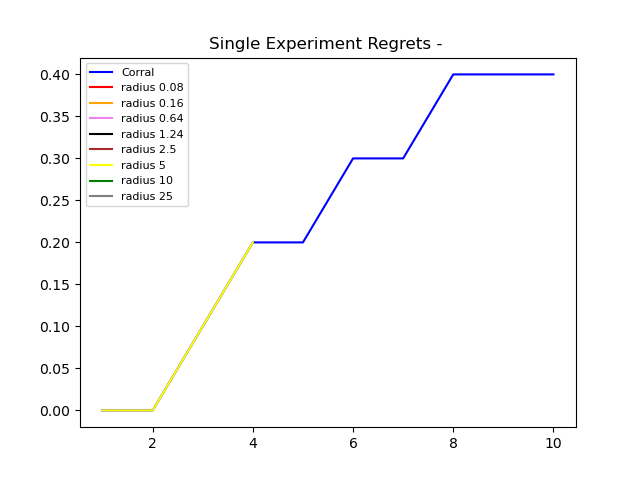 Single Experiment Regrets -
Corral
radius 0.08
radius 0.16
radius 0.64
radius 1.24
radius 2.5
radius 5
radius 10
radius 25
0.40
0.35
0.30
0.25
0.20
0.15
0.10
0.05
0.00
2 4 6 8 10